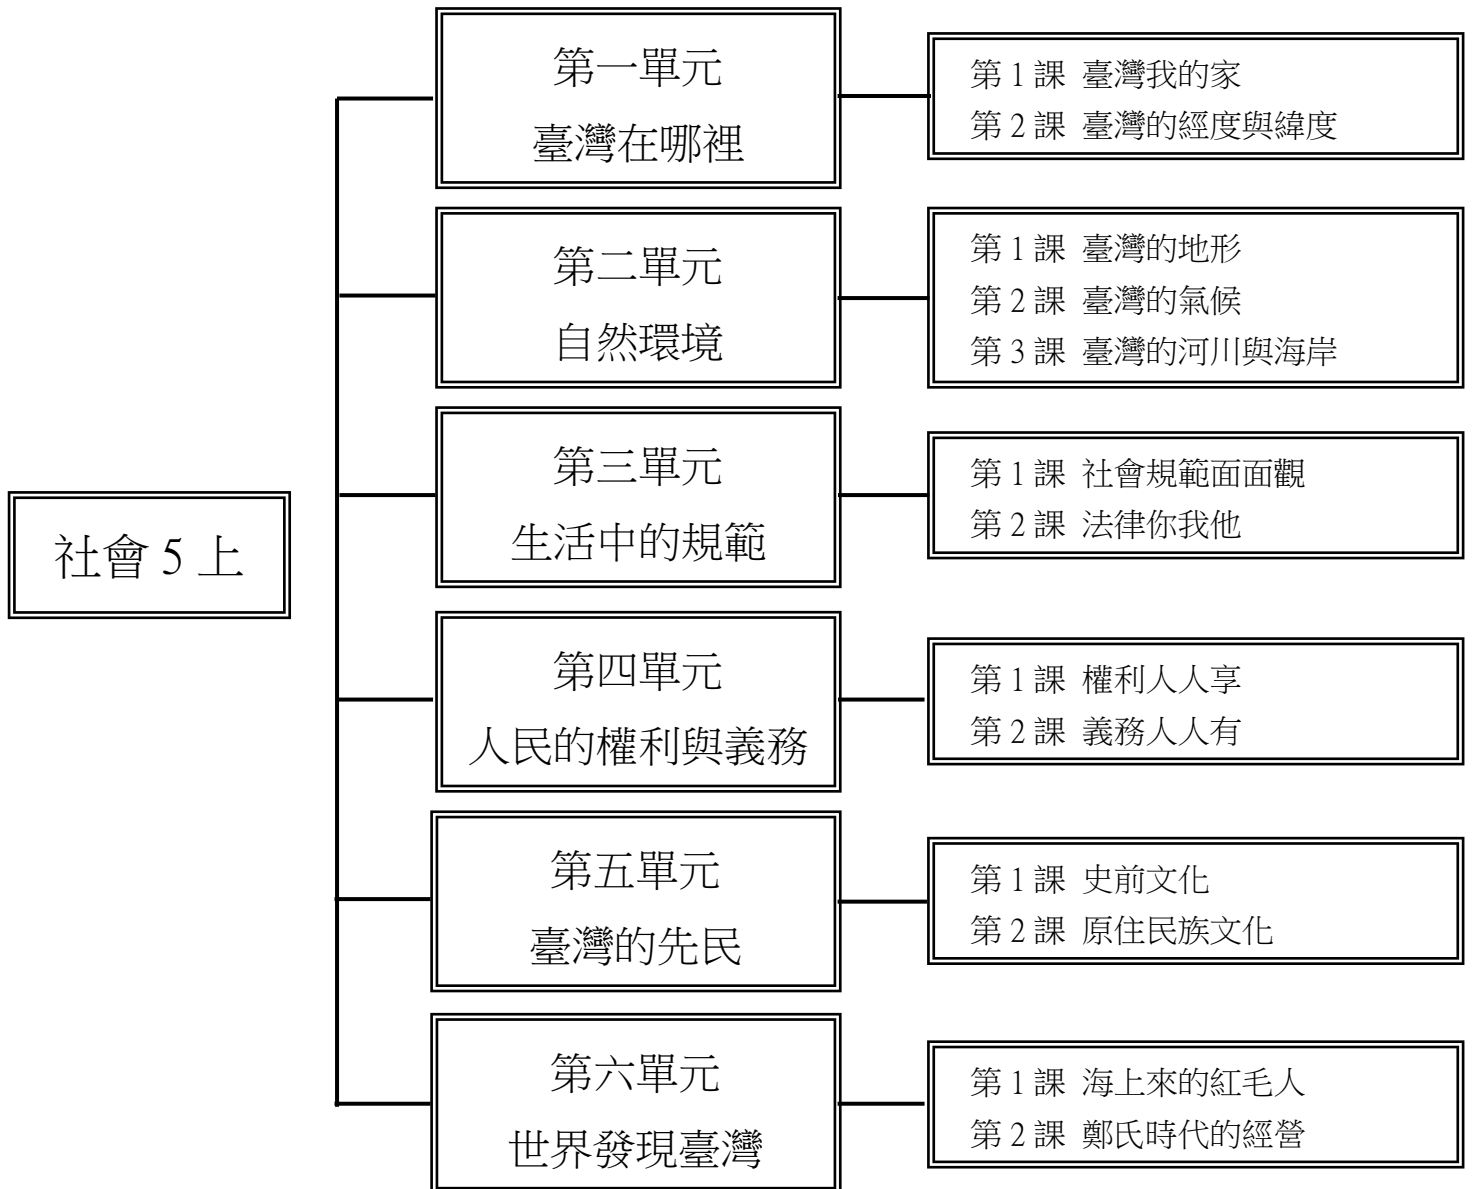 社會 5 上
第一單元
臺灣在哪裡
第 1 課 臺灣我的家
第 2 課 臺灣的經度與緯度
第二單元
自然環境
第 1 課 臺灣的地形
第 2 課 臺灣的氣候
第 3 課 臺灣的河川與海岸
第三單元
生活中的規範
第 1 課 社會規範面面觀
第 2 課 法律你我他
第四單元
人民的權利與義務
第 1 課 權利人人享
第 2 課 義務人人有
第五單元
臺灣的先民
第 1 課 史前文化
第 2 課 原住民族文化
第六單元
世界發現臺灣
第 1 課 海上來的紅毛人
第 2 課 鄭氏時代的經營